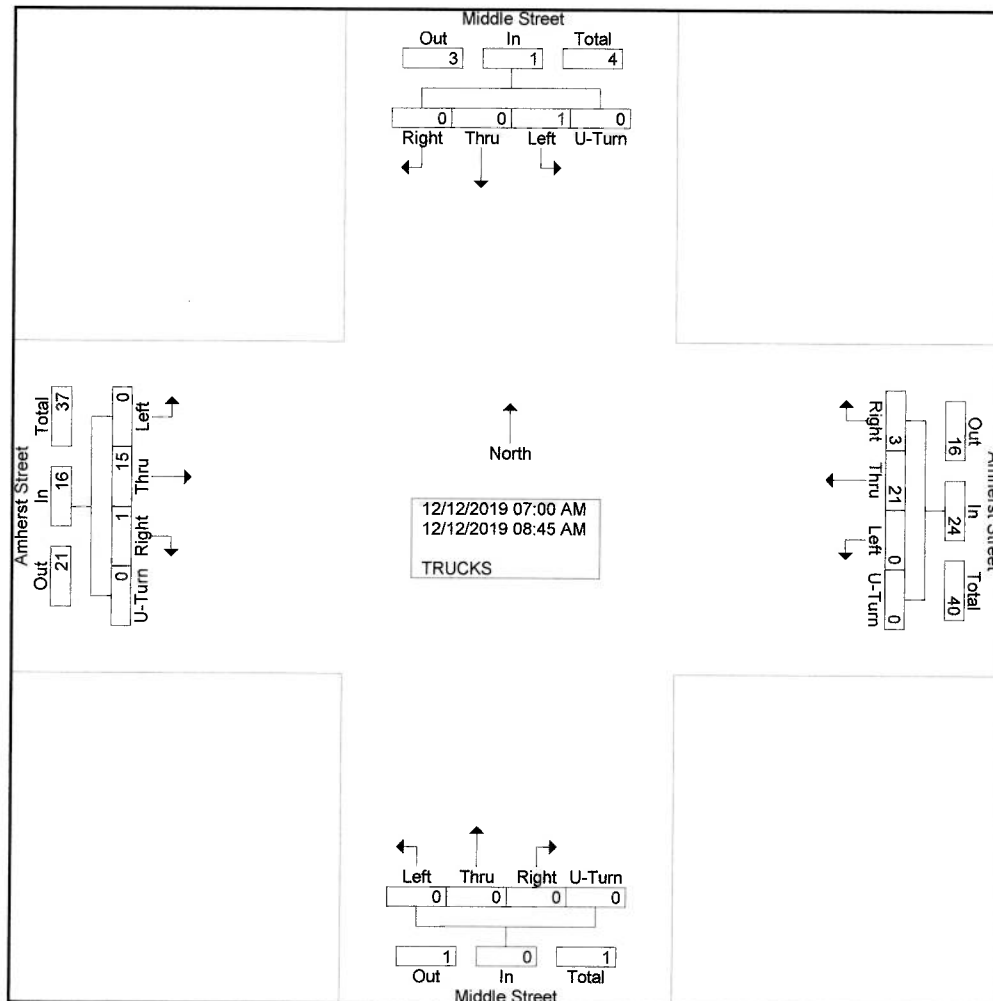 Middle Street
Out In Total
3 1 4
0 0 1 0
Right Thru Left U-Turn
Amherst Street
Total In Out
37 16 21
0 15 1 0
Left Thru Right U-Turn
North
12/12/2019 07:00 AM
12/12/2019 08:45 AM
TRUCKS
Right Thru Left U-Turn
3 21 0 0
16 24 40
Out In Total
Amherst Street
Left Thru Right U-Turn
0 0 0 0
1 0 1
Out In Total
Middle Street